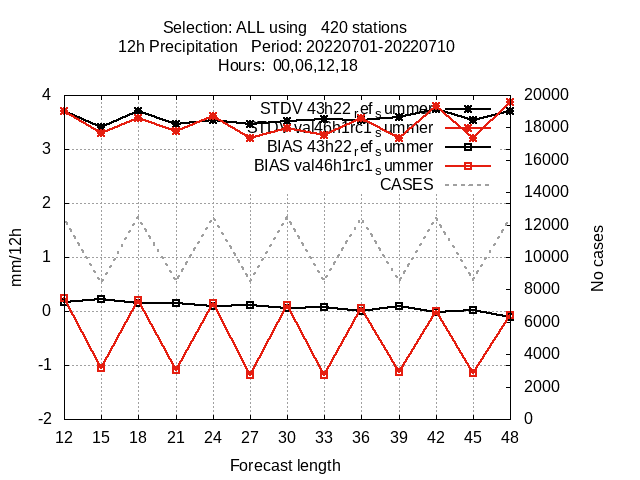 Selection: ALL using   420 stations
12h Precipitation   Period: 20220701-20220710
Hours:  00,06,12,18
STDV 43h22_ref_summer
STDV val46h1rc1_summer
BIAS 43h22_ref_summer
BIAS val46h1rc1_summer
CASES
4
3
2
1
0
-1
-2
20000
18000
16000
14000
12000
10000
8000
6000
4000
2000
0
mm/12h
No cases
12 15 18 21 24 27 30 33 36 39 42 45 48
Forecast length